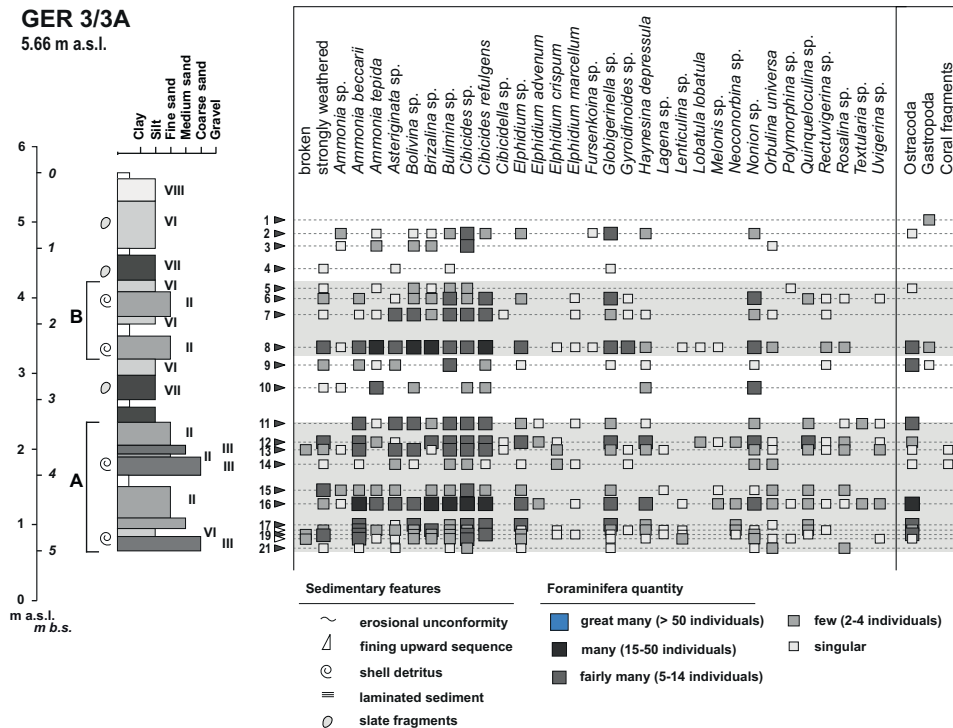 GER 3/3A
5.66 m a.s.l.
Clay
Silt
Fine sand
Medium sand
Coarse sand
Gravel
broken
strongly weathered
Ammonia sp.
Ammonia beccarii
Ammonia tepida
Asteriginata sp.
Bolivina sp.
Brizalina sp.
Bulimina sp.
Cibicides sp.
Cibicides refulgens
Cibicidella sp.
Elphidium sp.
Elphidium advenum
Elphidium crispum
Elphidium marcellum
Fursenkoina sp.
Globigerinella sp.
Gyroidinoides sp.
Haynesina depressula
Lagena sp.
Lenticulina sp.
Lobatula lobatula
Melonis sp.
Neoconorbina sp.
Nonion sp.
Orbulina universa
Polymorphina sp.
Quinqueloculina sp.
Rectuvigerina sp.
Rosalina sp.
Textularia sp.
Uvigerina sp.
Ostracoda
Gastropoda
Coral fragments
6
5
4
3
2
1
0
m a.s.l.
0
1
2
3
4
5
m b.s.
B
A
VIII
VI
VII
VI
II
VI
II
VI
VII
II
III
II
III
II
VI
III
1
2
3
4
5
6
7
8
9
10
11
12
13
14
15
16
17
19
21
Sedimentary features
erosional unconformity
fining upward sequence
shell detritus
laminated sediment
slate fragments
Foraminifera quantity
great many (> 50 individuals)
many (15-50 individuals)
fairly many (5-14 individuals)
few (2-4 individuals)
singular